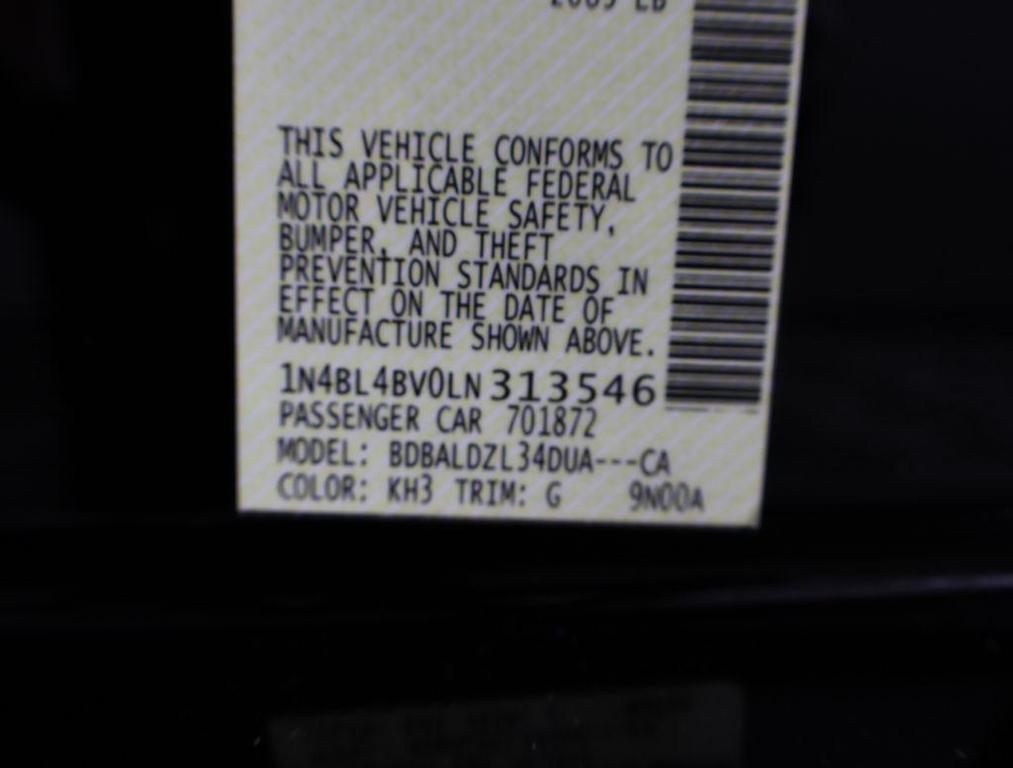 THIS VEHICLE CONFORMS TO
ALL APPLICABLE FEDERAL
MOTOR VEHICLE SAFETY,
BUMPER, AND THEFT
PREVENTION STANDARDS IN
EFFECT ON THE DATE OF
MANUFACTURE SHOWN ABOVE.
1N4BL4BV0LN313546
PASSENGER CAR 701872
MODEL: BDBALDZL34DUA---CA
COLOR: KH3 TRIM: G 9N00A